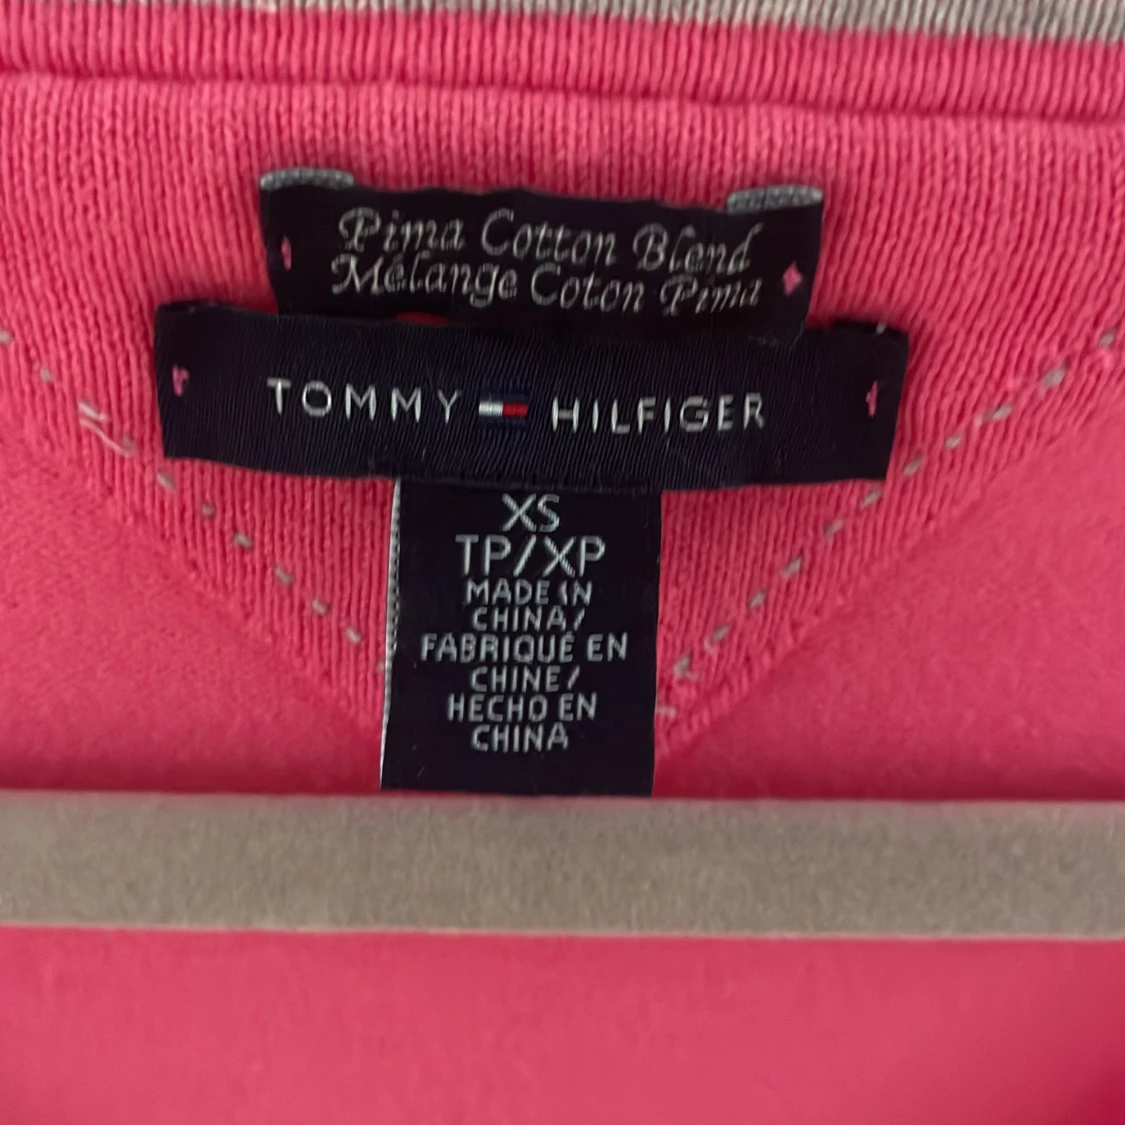 Pima Cotton Blend
Mélange Coton Pima
TOMMY HILFIGER
XS
TP/XP
MADE IN
CHINA/
FABRIQUÉ EN
CHINE/
HECHO EN
CHINA